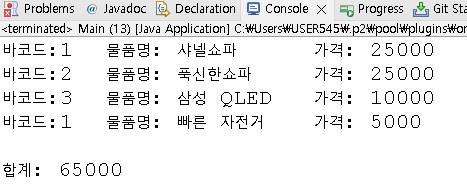 Problems @ Javadoc Declaration Console Progress Git Sta
<terminated> Main (13) [Java Application] C:₩Users₩USER545₩.p2₩pool₩plugins₩or
바코드:1 물품명: 샤넬쇼파 가격: 25000
바코드:2 물품명: 푹신한쇼파 가격: 25000
바코드:3 물품명: 삼성 QLED 가격: 10000
바코드:1 물품명: 빠른 자전거 가격: 5000
합계: 65000